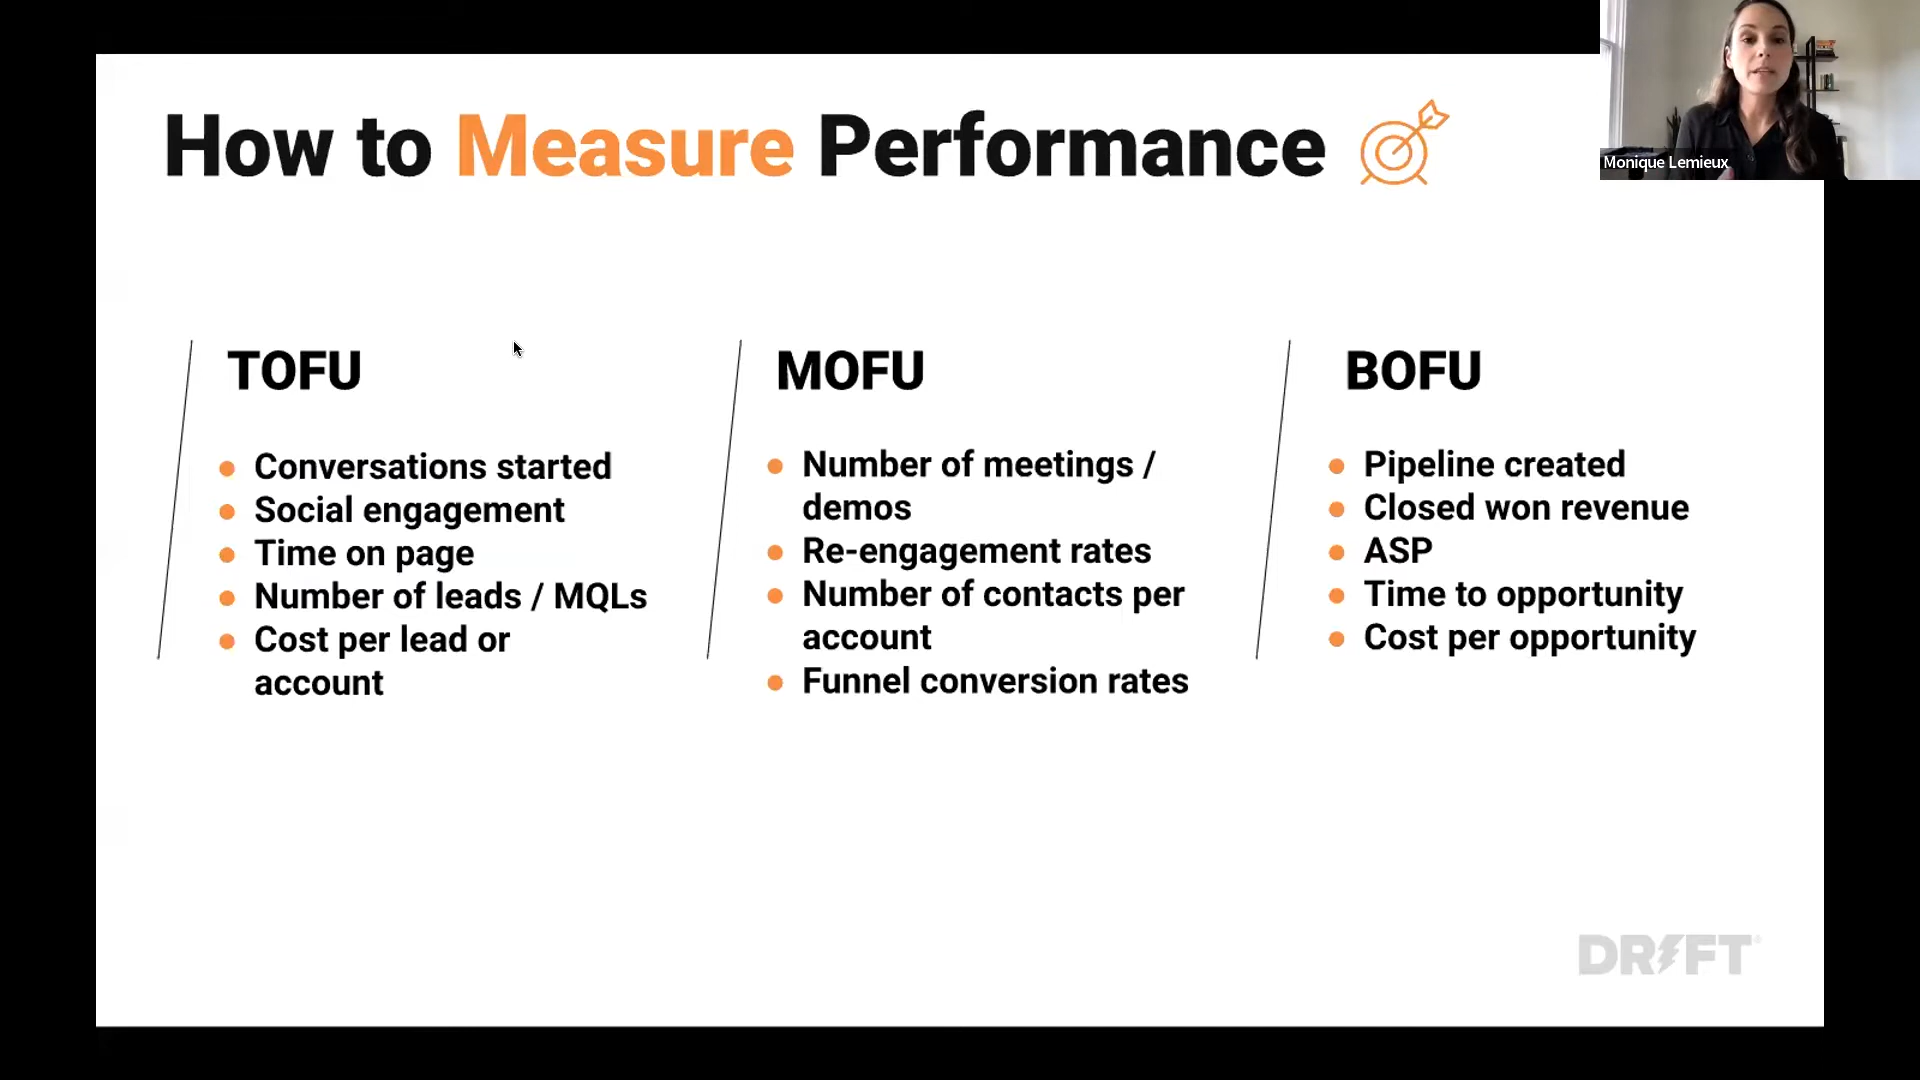 How to Measure Performance
Monique Lemieux
TOFU
Conversations started
Social engagement
Time on page
Number of leads / MQLs
Cost per lead or
account
MOFU
Number of meetings /
demos
Re-engagement rates
Number of contacts per
account
Funnel conversion rates
BOFU
Pipeline created
Closed won revenue
ASP
Time to opportunity
Cost per opportunity
DRIFT